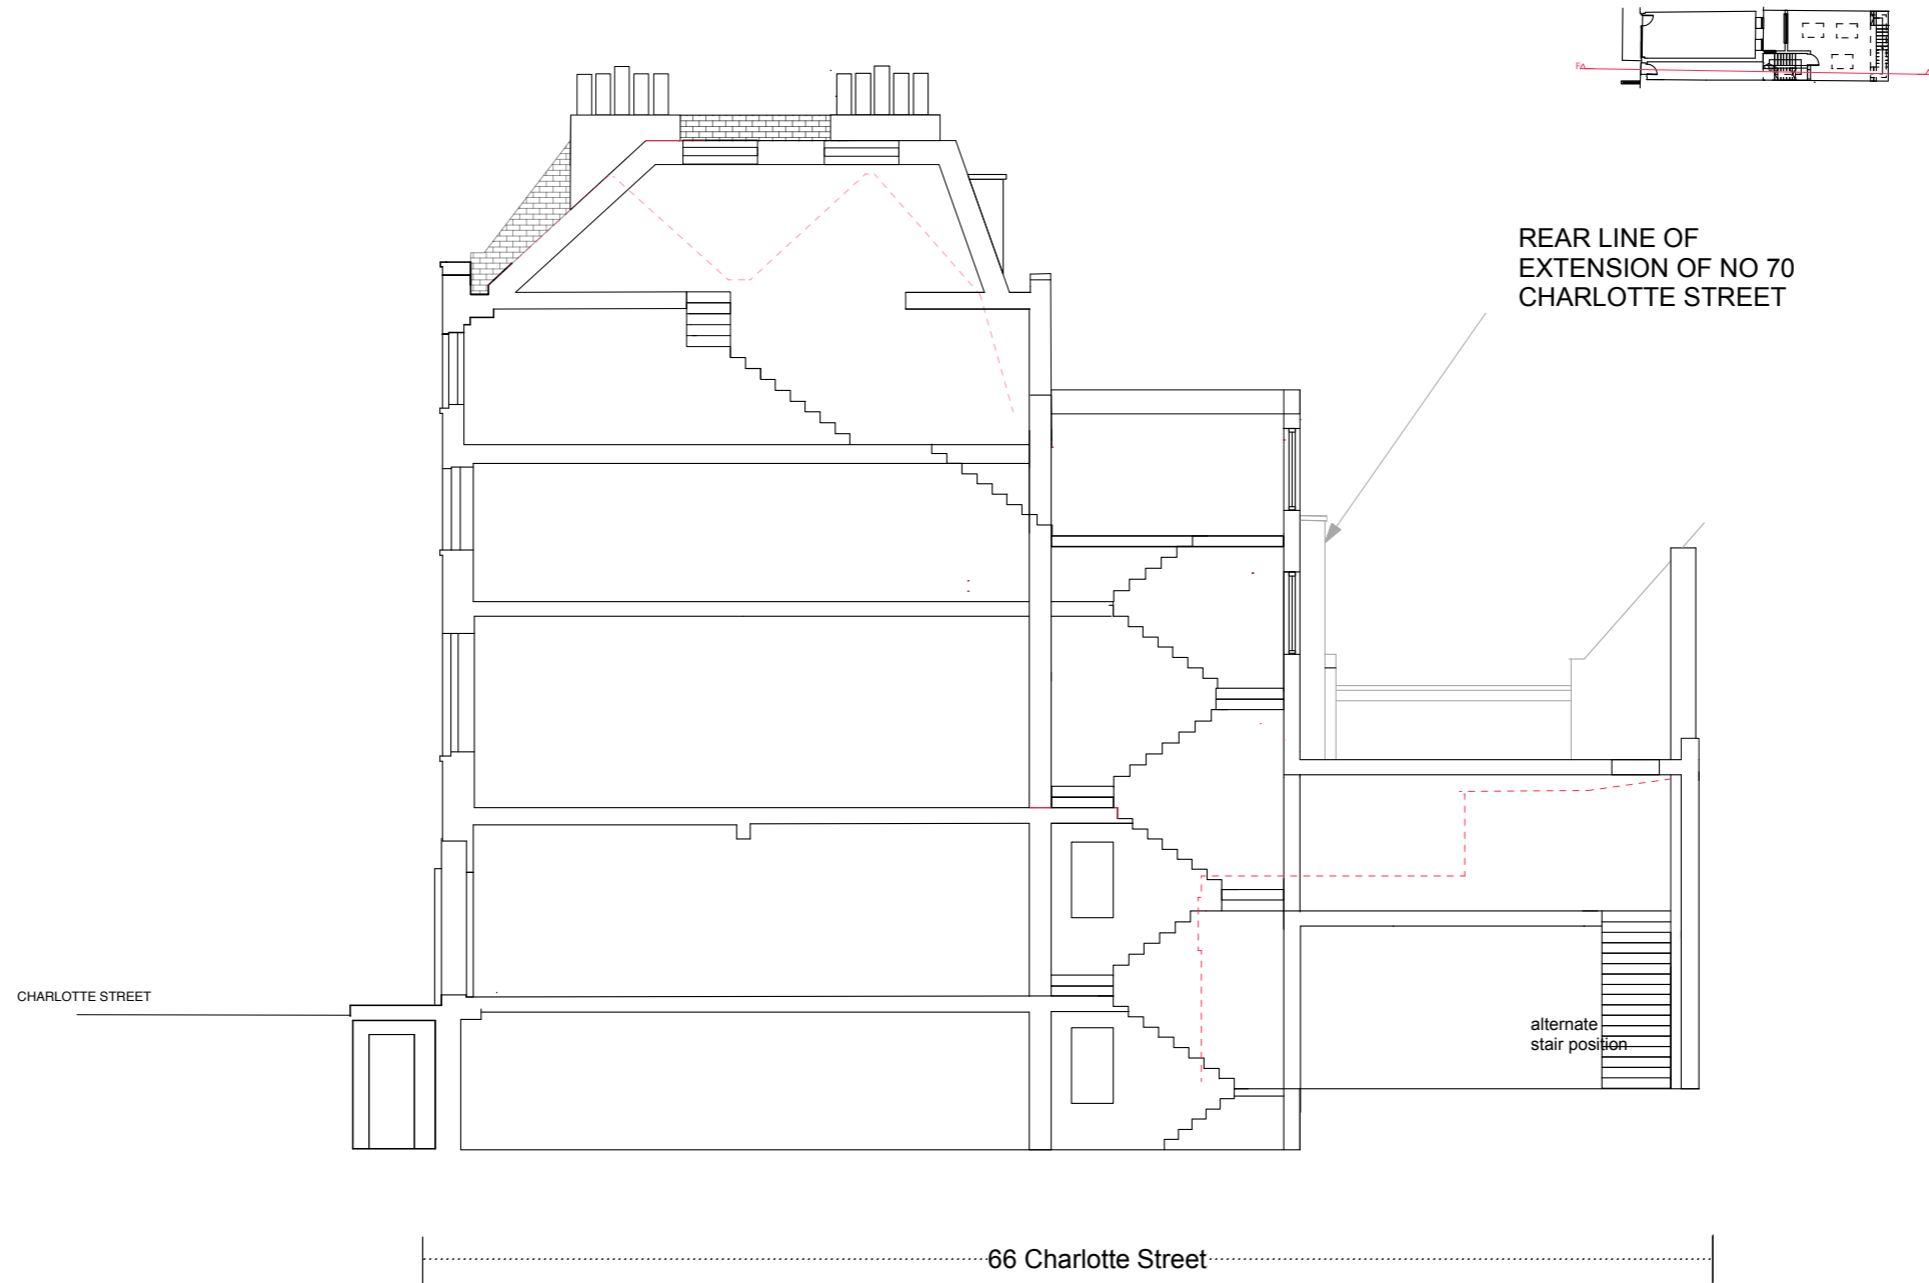 REAR LINE OF
EXTENSION OF NO 70
CHARLOTTE STREET
CHARLOTTE STREET
alternate
stair position
66 Charlotte Street